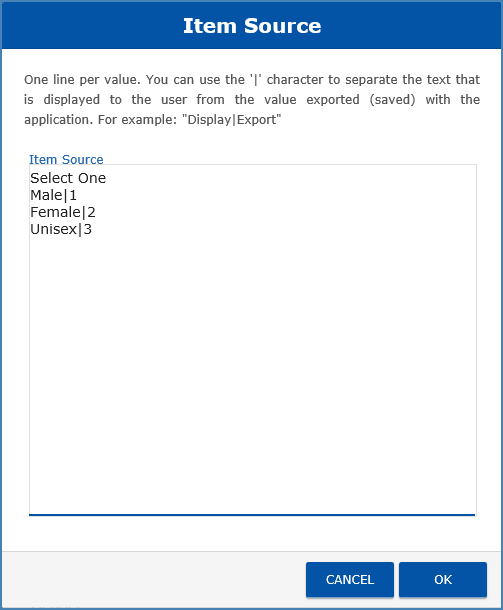 Item Source
One line per value. You can use the '|' character to separate the text that
is displayed to the user from the value exported (saved) with the
application. For example: "Display|Export"
Item Source
Select One
Male|1
Female|2
Unisex|3
CANCEL OK